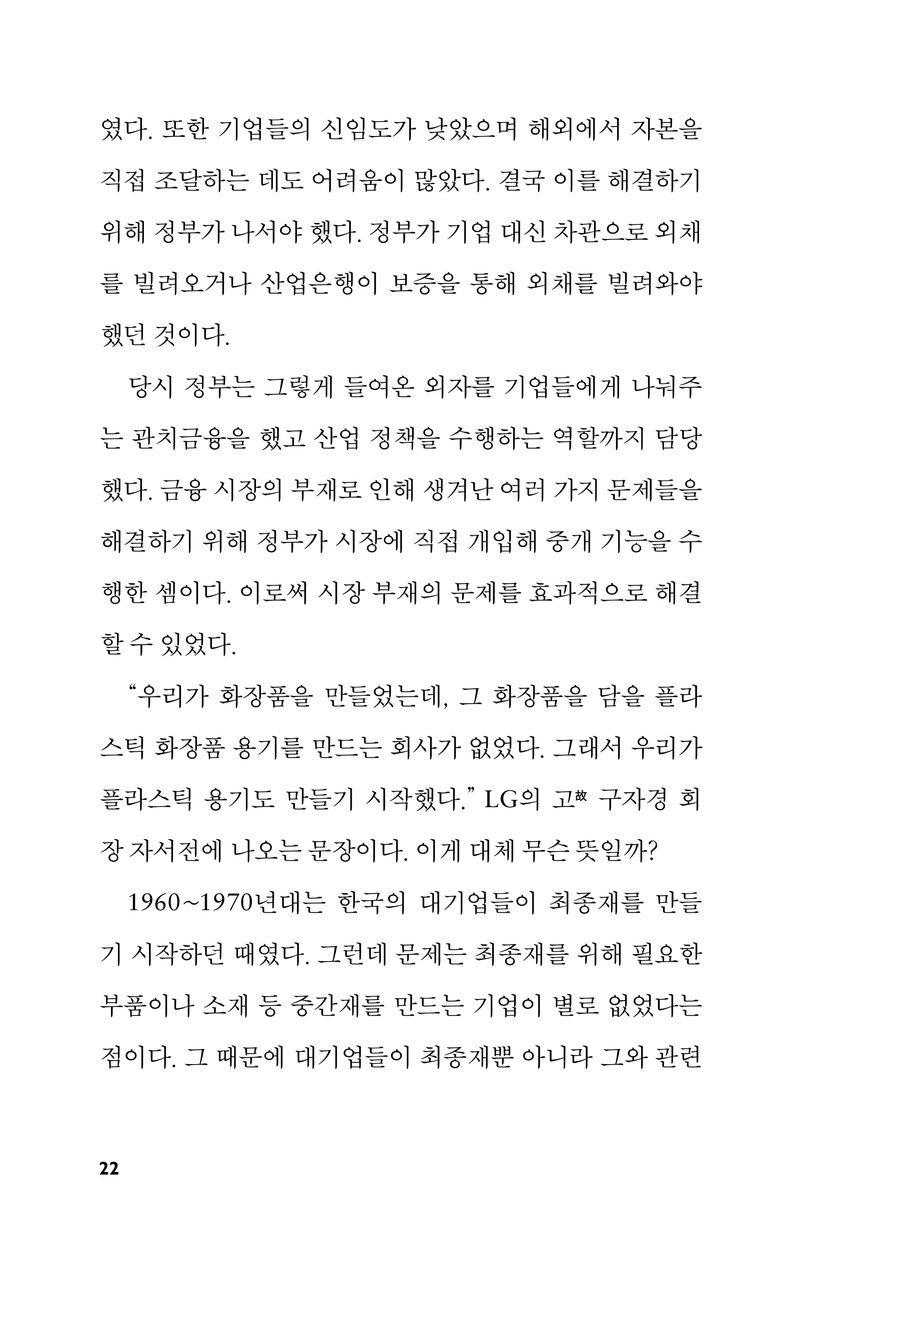 였다. 또한 기업들의 신임도가 낮았으며 해외에서 자본을
직접 조달하는 데도 어려움이 많았다. 결국 이를 해결하기
위해 정부가 나서야 했다. 정부가 기업 대신 차관으로 외채
를 빌려오거나 산업은행이 보증을 통해 외채를 빌려와야
했던 것이다.
당시 정부는 그렇게 들여온 외자를 기업들에게 나눠주
는 관치금융을 했고 산업 정책을 수행하는 역할까지 담당
했다. 금융 시장의 부재로 인해 생겨난 여러 가지 문제들을
해결하기 위해 정부가 시장에 직접 개입해 중개 기능을 수
행한 셈이다. 이로써 시장 부재의 문제를 효과적으로 해결
할 수 있었다.
“우리가 화장품을 만들었는데, 그 화장품을 담을 플라
스틱 화장품 용기를 만드는 회사가 없었다. 그래서 우리가
플라스틱 용기도 만들기 시작했다.” LG의 고故 구자경 회
장 자서전에 나오는 문장이다. 이게 대체 무슨 뜻일까?
1960~1970년대는 한국의 대기업들이 최종재를 만들
기 시작하던 때였다. 그런데 문제는 최종재를 위해 필요한
부품이나 소재 등 중간재를 만드는 기업이 별로 없었다는
점이다. 그 때문에 대기업들이 최종재뿐 아니라 그와 관련
22